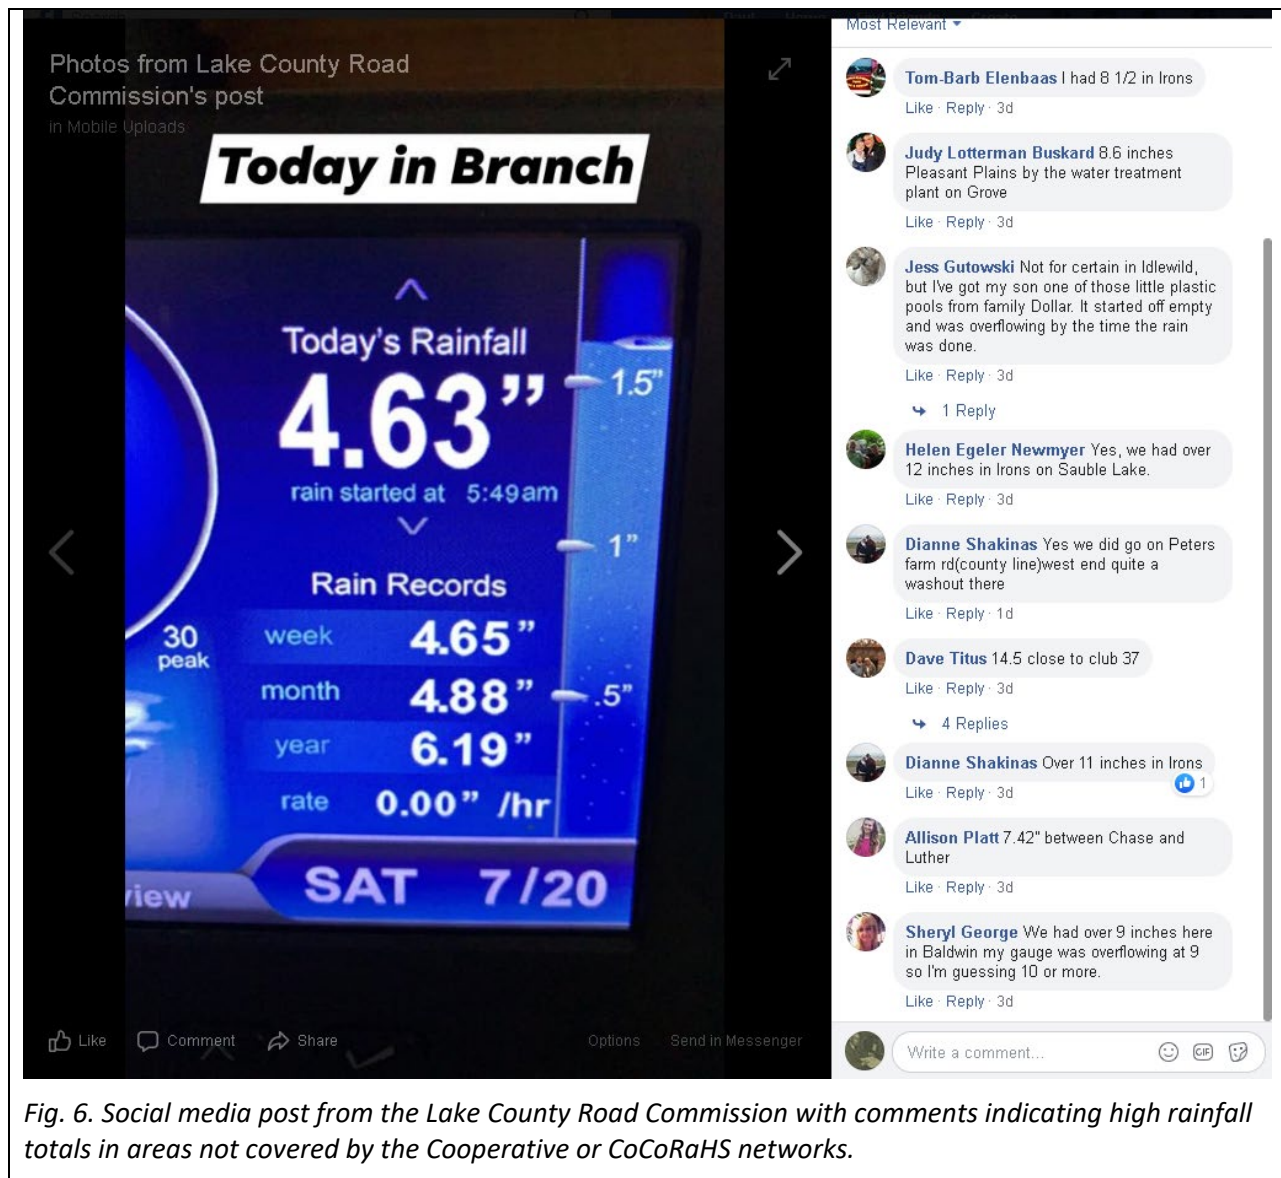 Photos from Lake County Road
Commission's post
in Mobile Uploads
Today in Branch
Today's Rainfall
4.63”
rain started at 5:49am
Rain Records
week 4.65”
month 4.88”
year 6.19”
rate 0.00” /hr
30
peak
1.5”
1”
.5”
view
SAT 7/20
Like Comment Share Options Send in Messenger
Most Relevant
Tom-Barb Elenbaas I had 8 1/2 in Irons
Like · Reply · 3d
Judy Lotterman Buskard 8.6 inches
Pleasant Plains by the water treatment
plant on Grove
Like · Reply · 3d
Jess Gutowski Not for certain in Idlewild,
but I've got my son one of those little plastic
pools from family Dollar. It started off empty
and was overflowing by the time the rain
was done.
Like · Reply · 3d
1 Reply
Helen Egeler Newmyer Yes, we had over
12 inches in Irons on Sauble Lake.
Like · Reply · 3d
Dianne Shakinas Yes we did go on Peters
farm rd(county line)west end quite a
washout there
Like · Reply · 1d
Dave Titus 14.5 close to club 37
Like · Reply · 3d
4 Replies
Dianne Shakinas Over 11 inches in Irons
1
Like · Reply · 3d
Allison Platt 7.42" between Chase and
Luther
Like · Reply · 3d
Sheryl George We had over 9 inches here
in Baldwin my gauge was overflowing at 9
so I'm guessing 10 or more.
Like · Reply · 3d
Write a comment...
GIF
Fig. 6. Social media post from the Lake County Road Commission with comments indicating high rainfall
totals in areas not covered by the Cooperative or CoCoRaHS networks.